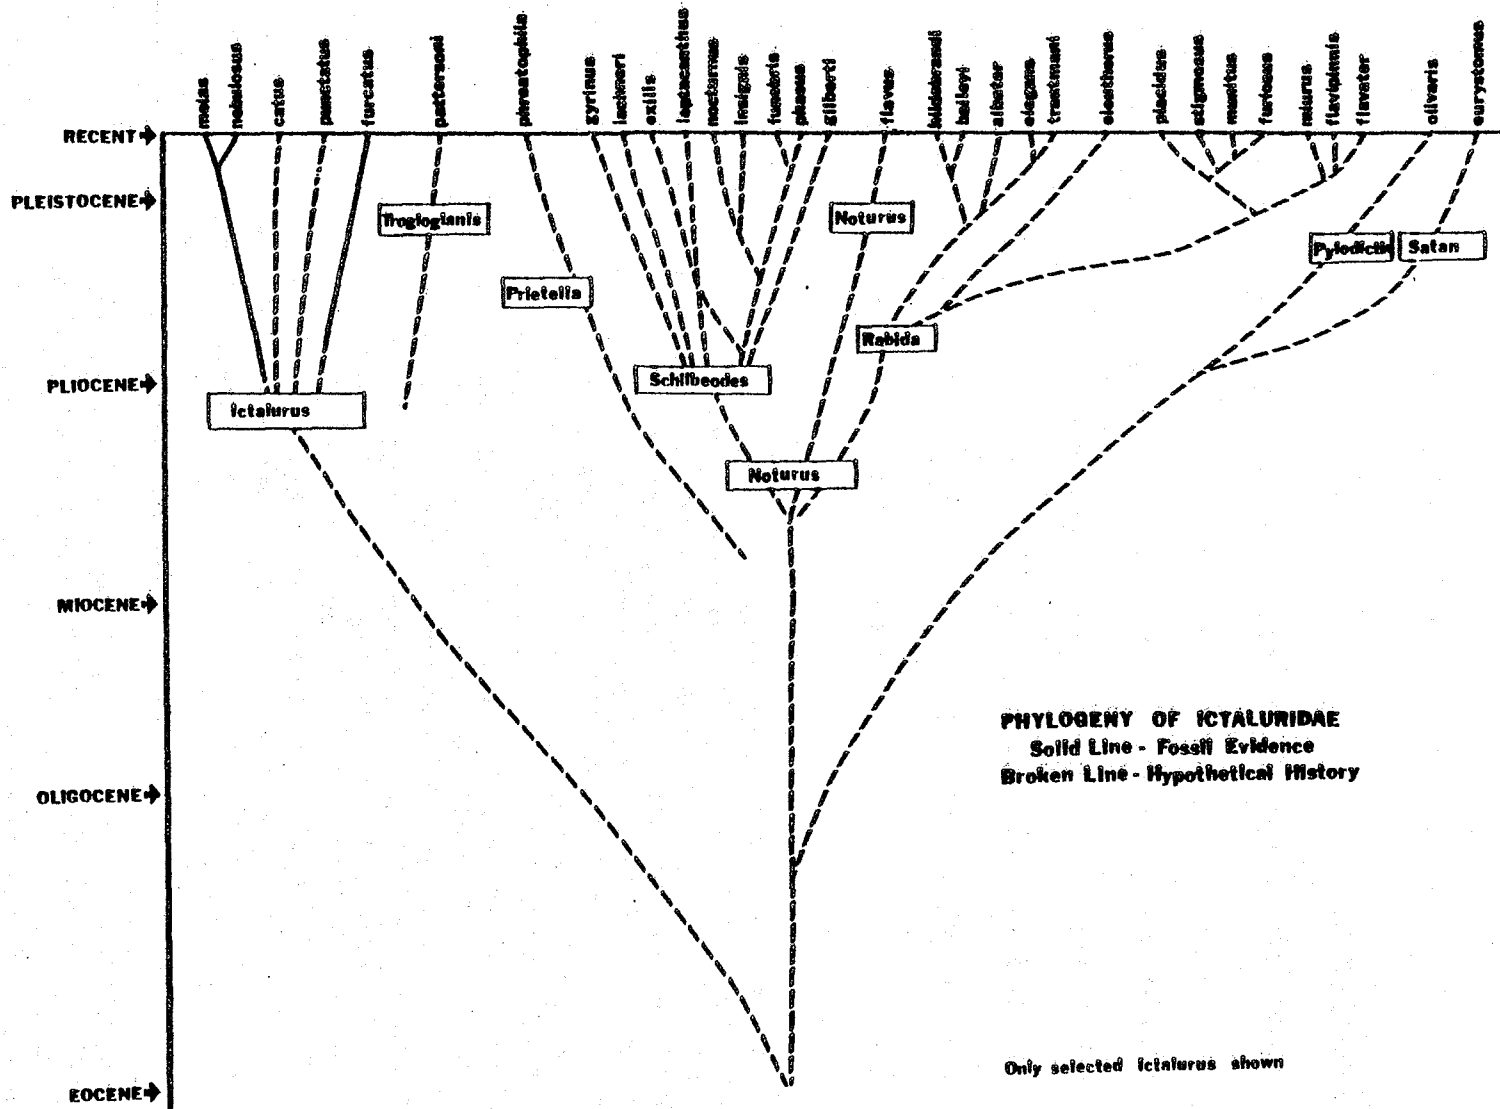 melas
nebulosus
catus
punctatus
furcatus
pattersoni
phreatophila
gyrinus
lachneri
exilis
leptacanthus
nocturnus
insignis
funebris
phaeus
gilberti
flavus
hildebrandi
baileyi
albater
elegans
trautmani
eleutherus
placidus
stigmosus
munitus
furiosus
miurus
flavipinnis
flavater
olivaris
eurystomus
RECENT
PLEISTOCENE
Trogloglanis
Noturus
Pylodictis
Satan
Prietella
Rabida
PLIOCENE
Schilbeodes
Ictalurus
Noturus
MIOCENE
PHYLOGENY OF ICTALURIDAE
Solid Line - Fossil Evidence
Broken Line - Hypothetical History
OLIGOCENE
Only selected Ictalurus shown
EOCENE